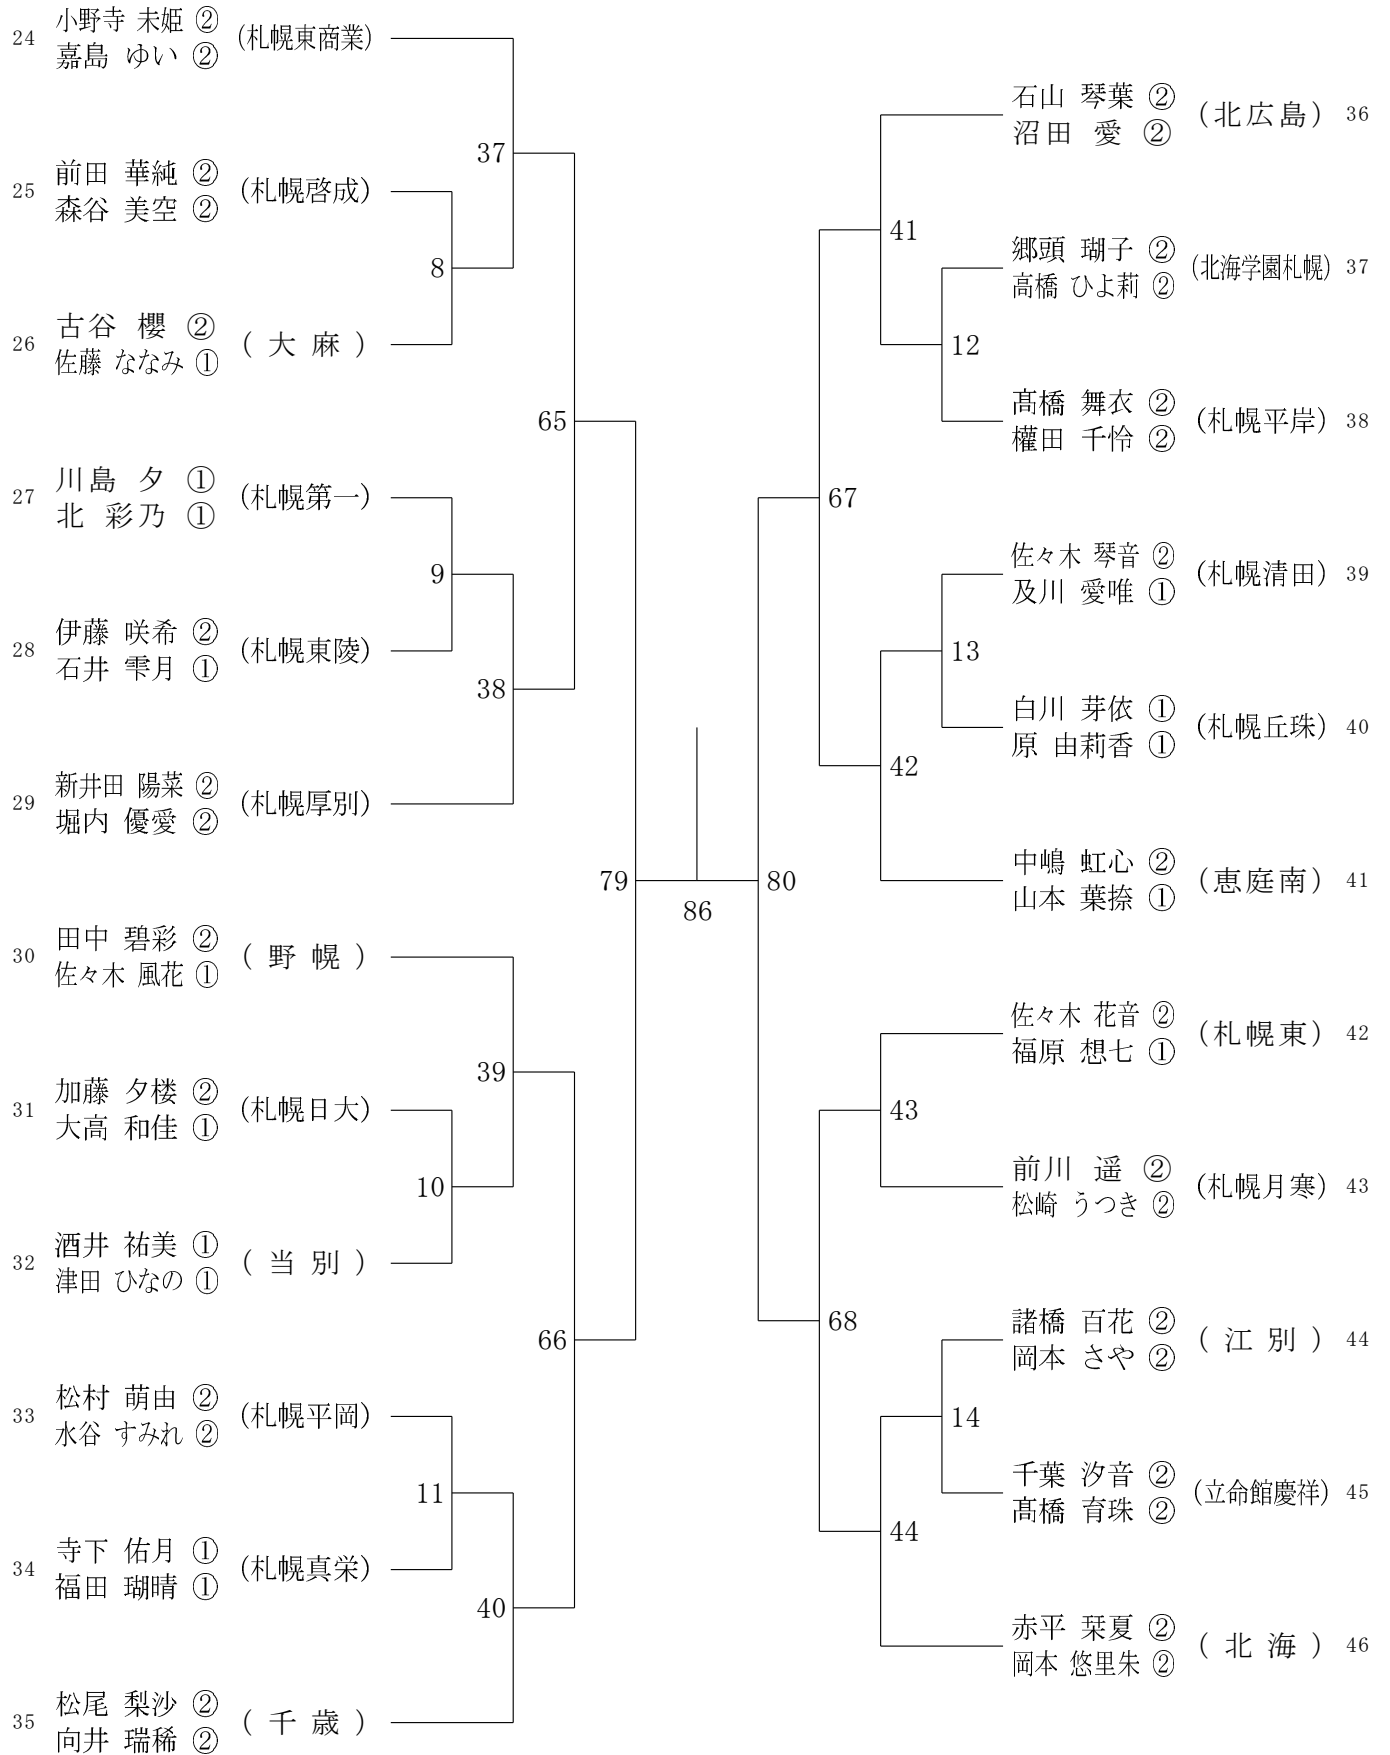 24 小野寺 未姫 ② (札幌東商業)
嘉島 ゆい ②
25 前田 華純 ② (札幌啓成)
森谷 美空 ②
26 古谷 櫻 ② (大麻)
佐藤 ななみ ①
27 川島 夕 ① (札幌第一)
北 彩乃 ①
28 伊藤 咲希 ② (札幌東陵)
石井 雫月 ①
29 新井田 陽菜 ② (札幌厚別)
堀内 優愛 ②
30 田中 碧彩 ② (野幌)
佐々木 風花 ①
31 加藤 夕楼 ② (札幌日大)
大高 和佳 ①
32 酒井 祐美 ① (当別)
津田 ひなの ①
33 松村 萌由 ② (札幌平岡)
水谷 すみれ ②
34 寺下 佑月 ① (札幌真栄)
福田 瑚晴 ①
35 松尾 梨沙 ② (千歳)
向井 瑞稀 ②
37
8
65
9
38
79
39
10
66
11
40
86
80
41
12
67
13
42
43
68
14
44
石山 琴葉 ② (北広島) 36
沼田 愛 ②
郷頭 瑚子 ② (北海学園札幌) 37
高橋 ひよ莉 ②
髙橋 舞衣 ② (札幌平岸) 38
權田 千怜 ②
佐々木 琴音 ② (札幌清田) 39
及川 愛唯 ①
白川 芽依 ① (札幌丘珠) 40
原 由莉香 ①
中嶋 虹心 ② (恵庭南) 41
山本 葉捺 ①
佐々木 花音 ② (札幌東) 42
福原 想七 ①
前川 遥 ② (札幌月寒) 43
松崎 うつき ②
諸橋 百花 ② (江別) 44
岡本 さや ②
千葉 汐音 ② (立命館慶祥) 45
髙橋 育珠 ②
赤平 栞夏 ② (北海) 46
岡本 悠里朱 ②